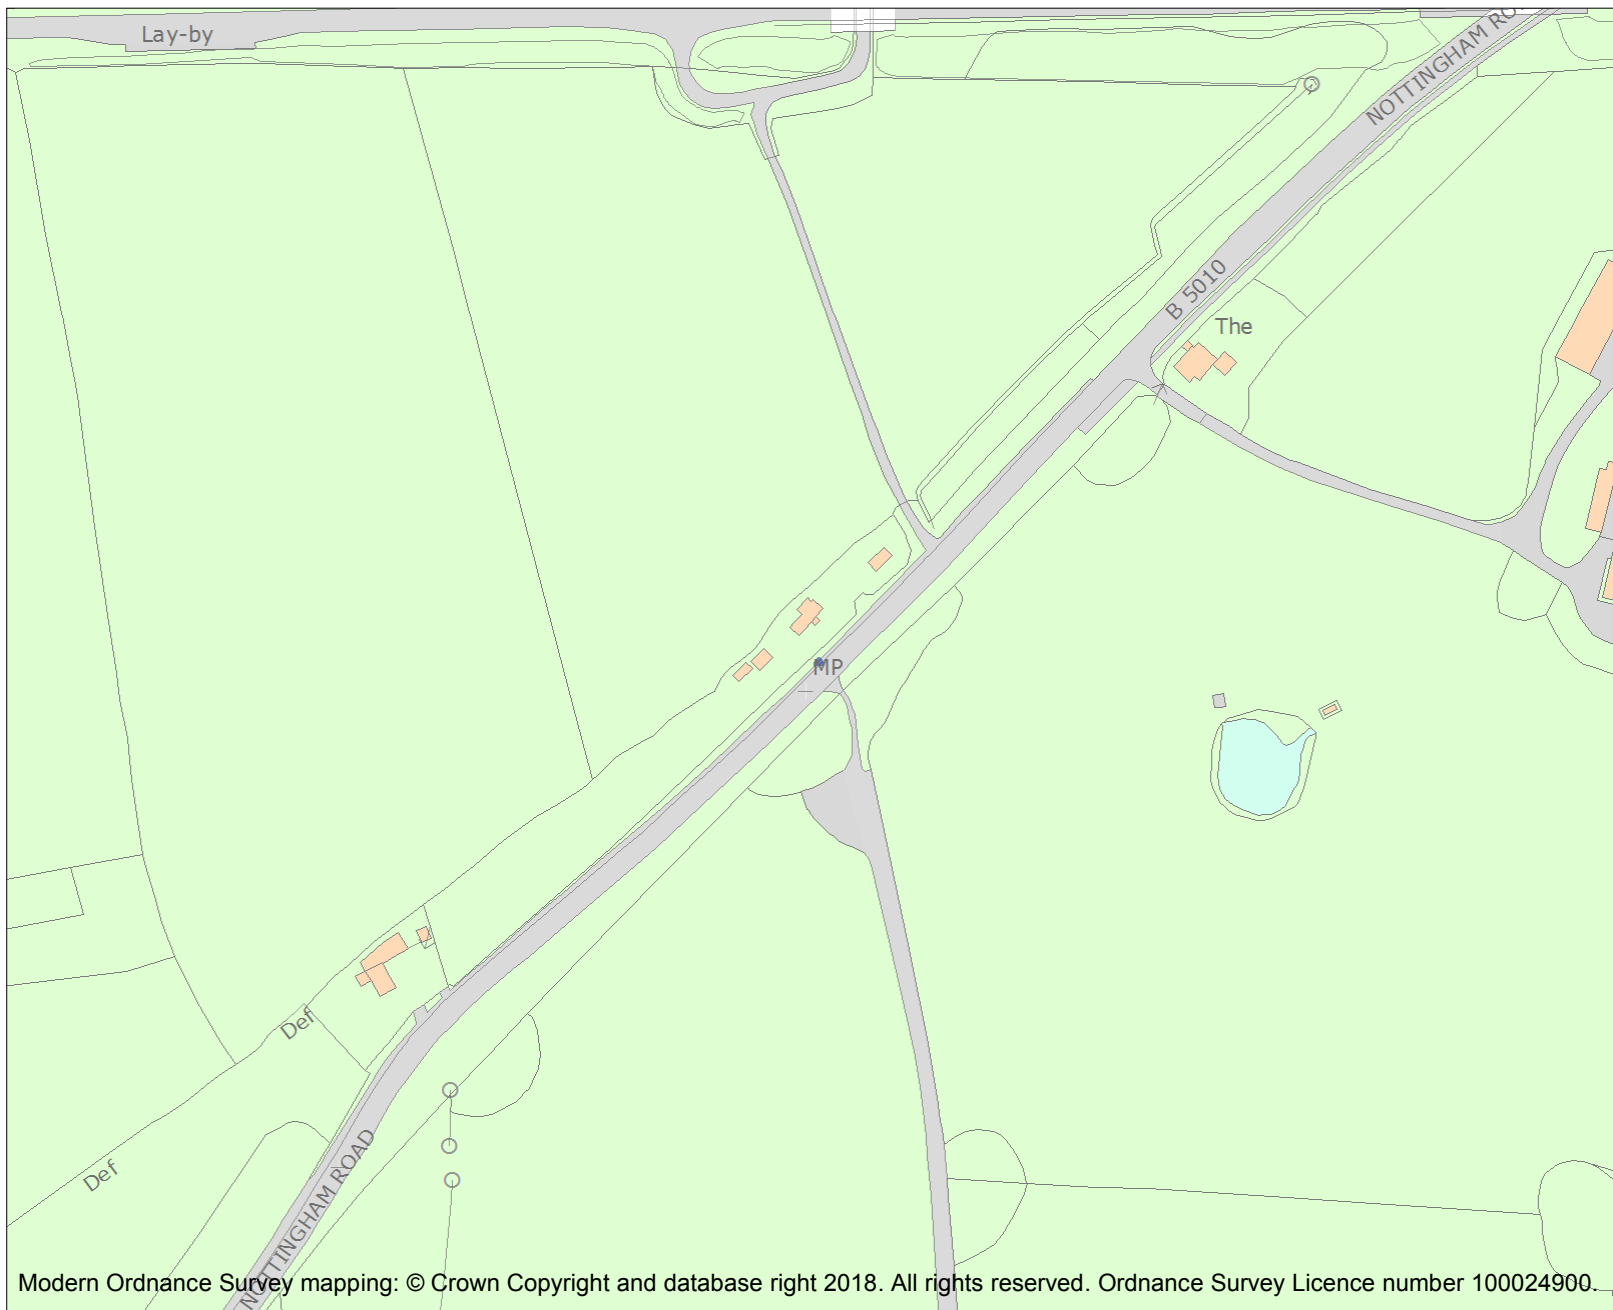 Lay-by
NOTTINGHAM RO
B 5010
The
MP
Def
Def
NOTTINGHAM ROAD
Modern Ordnance Survey mapping: © Crown Copyright and database right 2018. All rights reserved. Ordnance Survey Licence number 100024900.